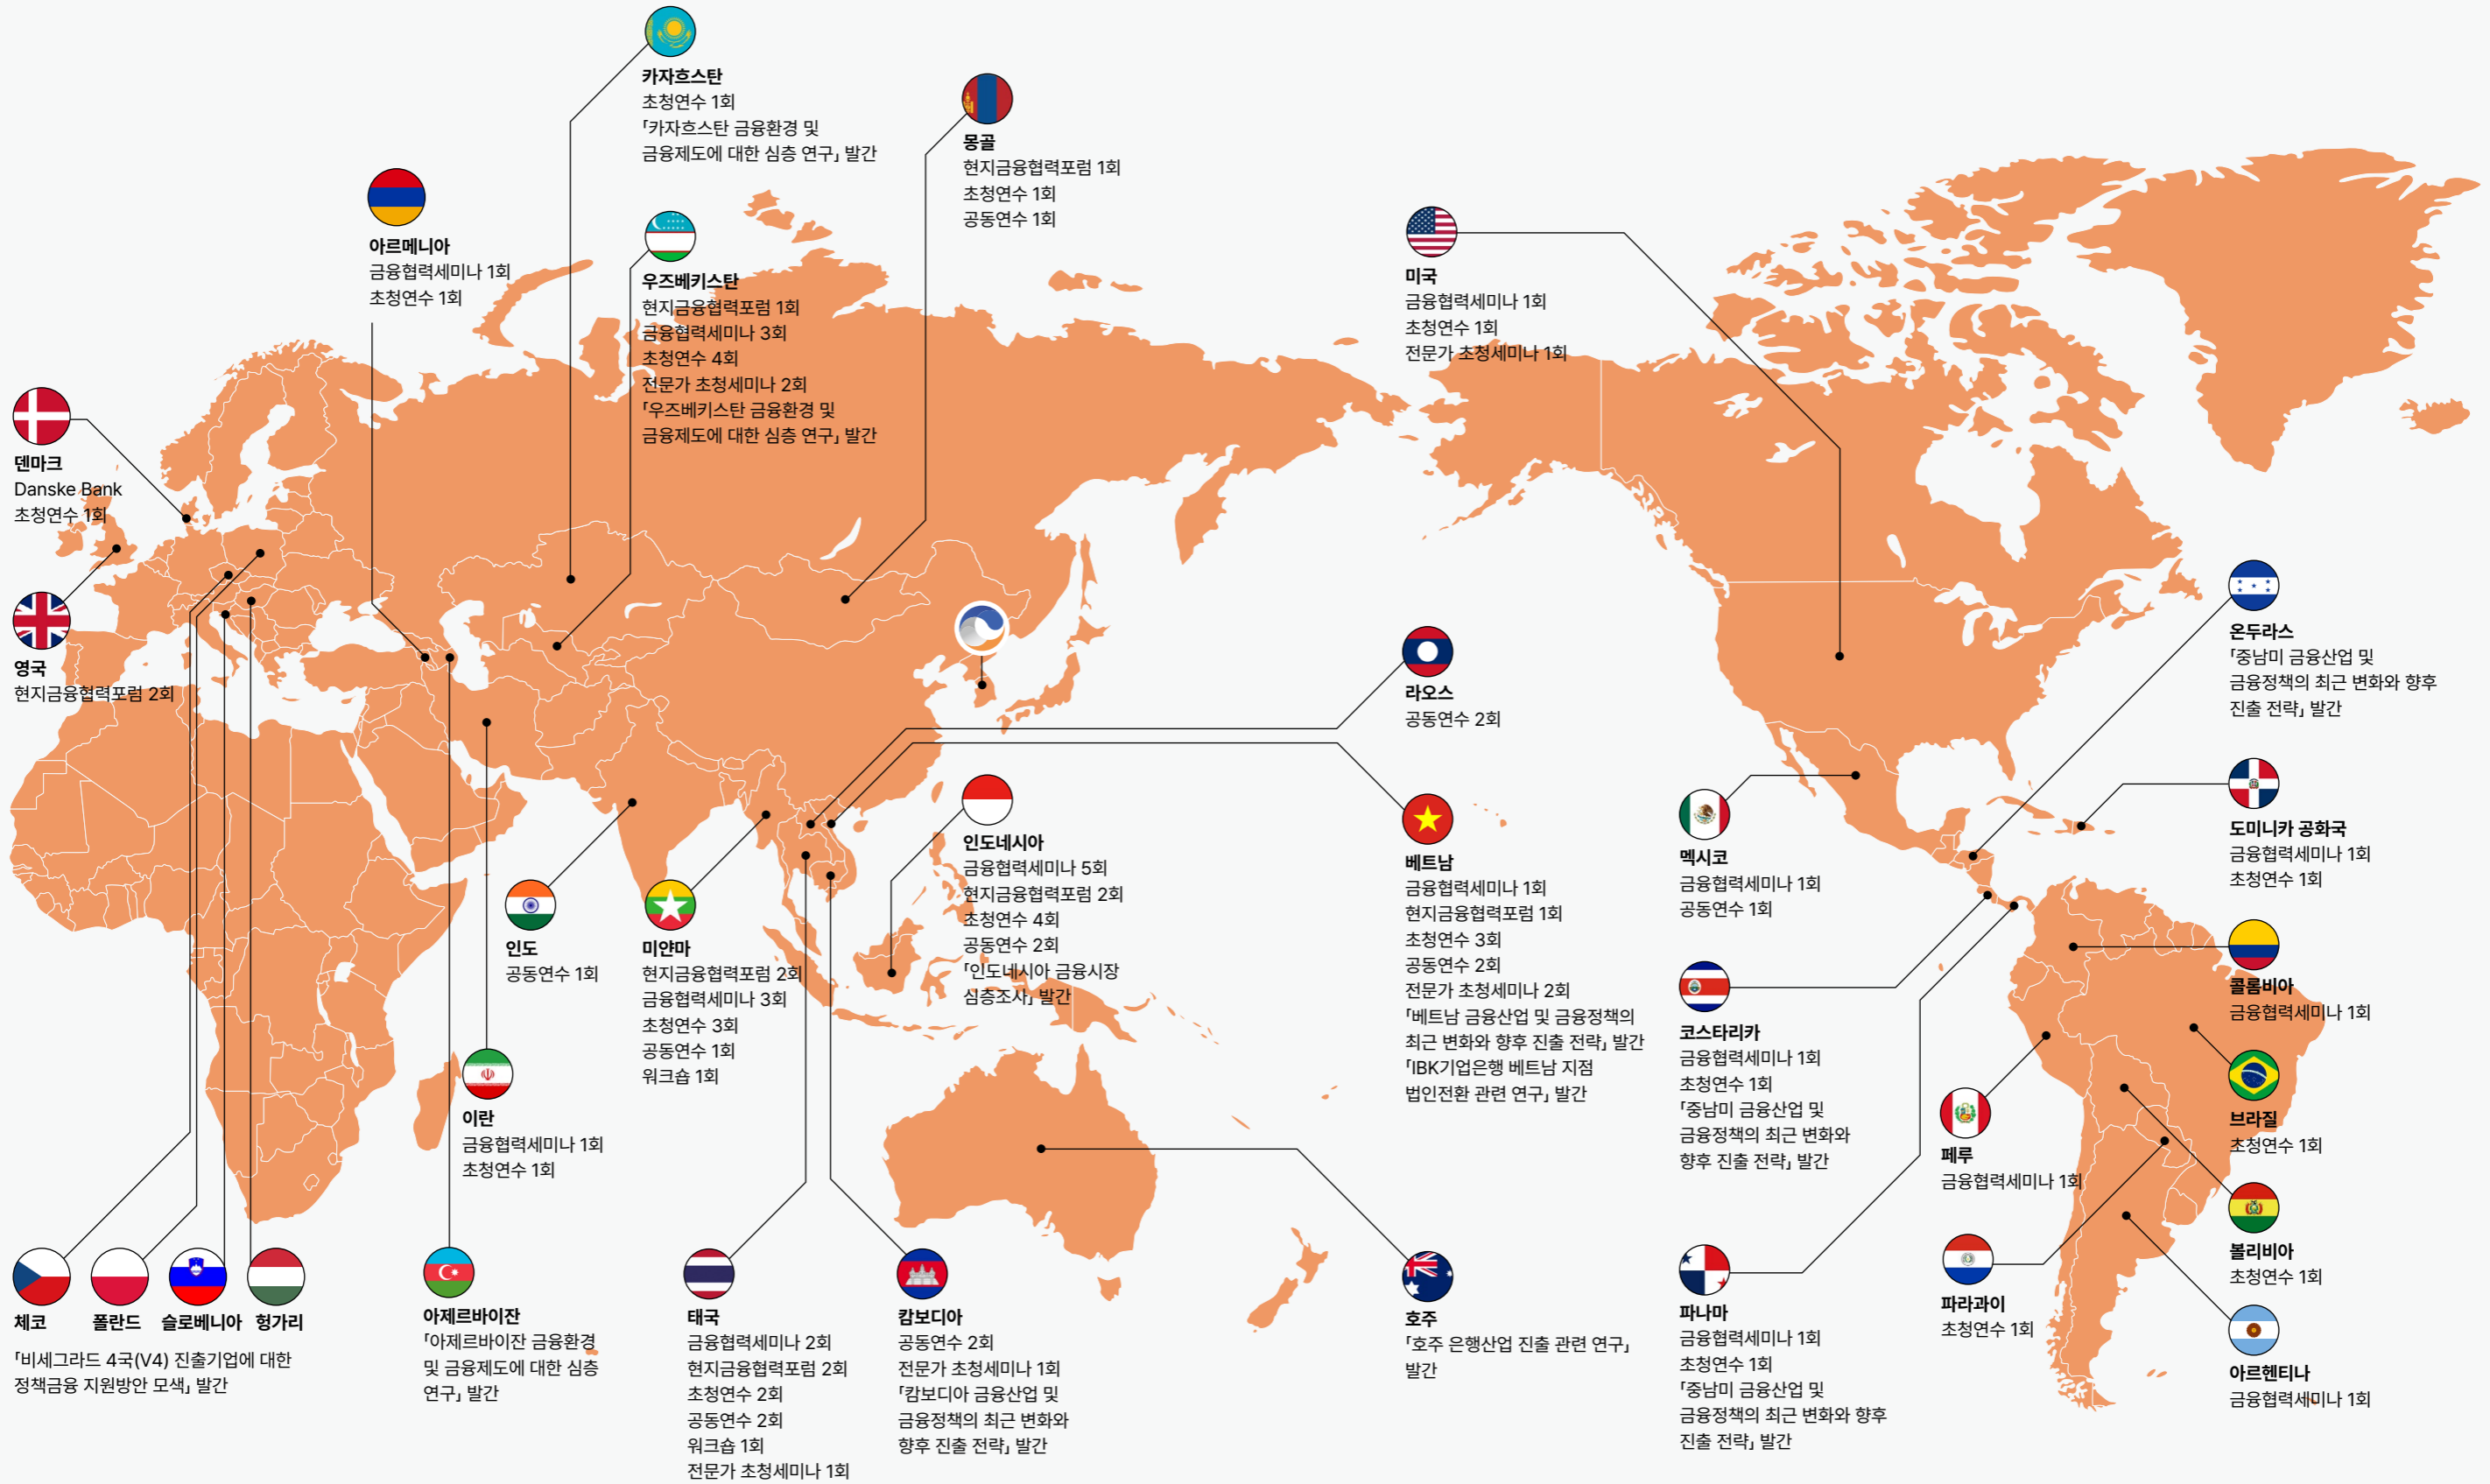 카자흐스탄
초청연수 1회
「카자흐스탄 금융환경 및
금융제도에 대한 심층 연구」 발간
몽골
현지금융협력포럼 1회
초청연수 1회
공동연수 1회
아르메니아
금융협력세미나 1회
초청연수 1회
우즈베키스탄
현지금융협력포럼 1회
금융협력세미나 3회
초청연수 4회
전문가 초청세미나 2회
「우즈베키스탄 금융환경 및
금융제도에 대한 심층 연구」 발간
미국
금융협력세미나 1회
초청연수 1회
전문가 초청세미나 1회
덴마크
Danske Bank
초청연수 1회
영국
현지금융협력포럼 2회
라오스
공동연수 2회
온두라스
「중남미 금융산업 및
금융정책의 최근 변화와 향후
진출 전략」 발간
도미니카 공화국
금융협력세미나 1회
초청연수 1회
인도네시아
금융협력세미나 5회
현지금융협력포럼 2회
초청연수 4회
공동연수 2회
「인도네시아 금융시장
심층조사」 발간
베트남
금융협력세미나 1회
현지금융협력포럼 1회
초청연수 3회
공동연수 2회
전문가 초청세미나 2회
「베트남 금융산업 및 금융정책의
최근 변화와 향후 진출 전략」 발간
「IBK기업은행 베트남 지점
법인전환 관련 연구」 발간
멕시코
금융협력세미나 1회
공동연수 1회
인도
공동연수 1회
미얀마
현지금융협력포럼 2회
금융협력세미나 3회
초청연수 3회
공동연수 1회
워크숍 1회
콜롬비아
금융협력세미나 1회
코스타리카
금융협력세미나 1회
초청연수 1회
「중남미 금융산업 및
금융정책의 최근 변화와
향후 진출 전략」 발간
이란
금융협력세미나 1회
초청연수 1회
브라질
초청연수 1회
페루
금융협력세미나 1회
볼리비아
초청연수 1회
체코
폴란드
슬로베니아
헝가리
「비세그라드 4국(V4) 진출기업에 대한
정책금융 지원방안 모색」 발간
아제르바이잔
「아제르바이잔 금융환경
및 금융제도에 대한 심층
연구」 발간
태국
금융협력세미나 2회
현지금융협력포럼 2회
초청연수 2회
공동연수 2회
워크숍 1회
전문가 초청세미나 1회
캄보디아
공동연수 2회
전문가 초청세미나 1회
「캄보디아 금융산업 및
금융정책의 최근 변화와
향후 진출 전략」 발간
호주
「호주 은행산업 진출 관련 연구」
발간
파나마
금융협력세미나 1회
초청연수 1회
「중남미 금융산업 및
금융정책의 최근 변화와 향후
진출 전략」 발간
파라과이
초청연수 1회
아르헨티나
금융협력세미나 1회